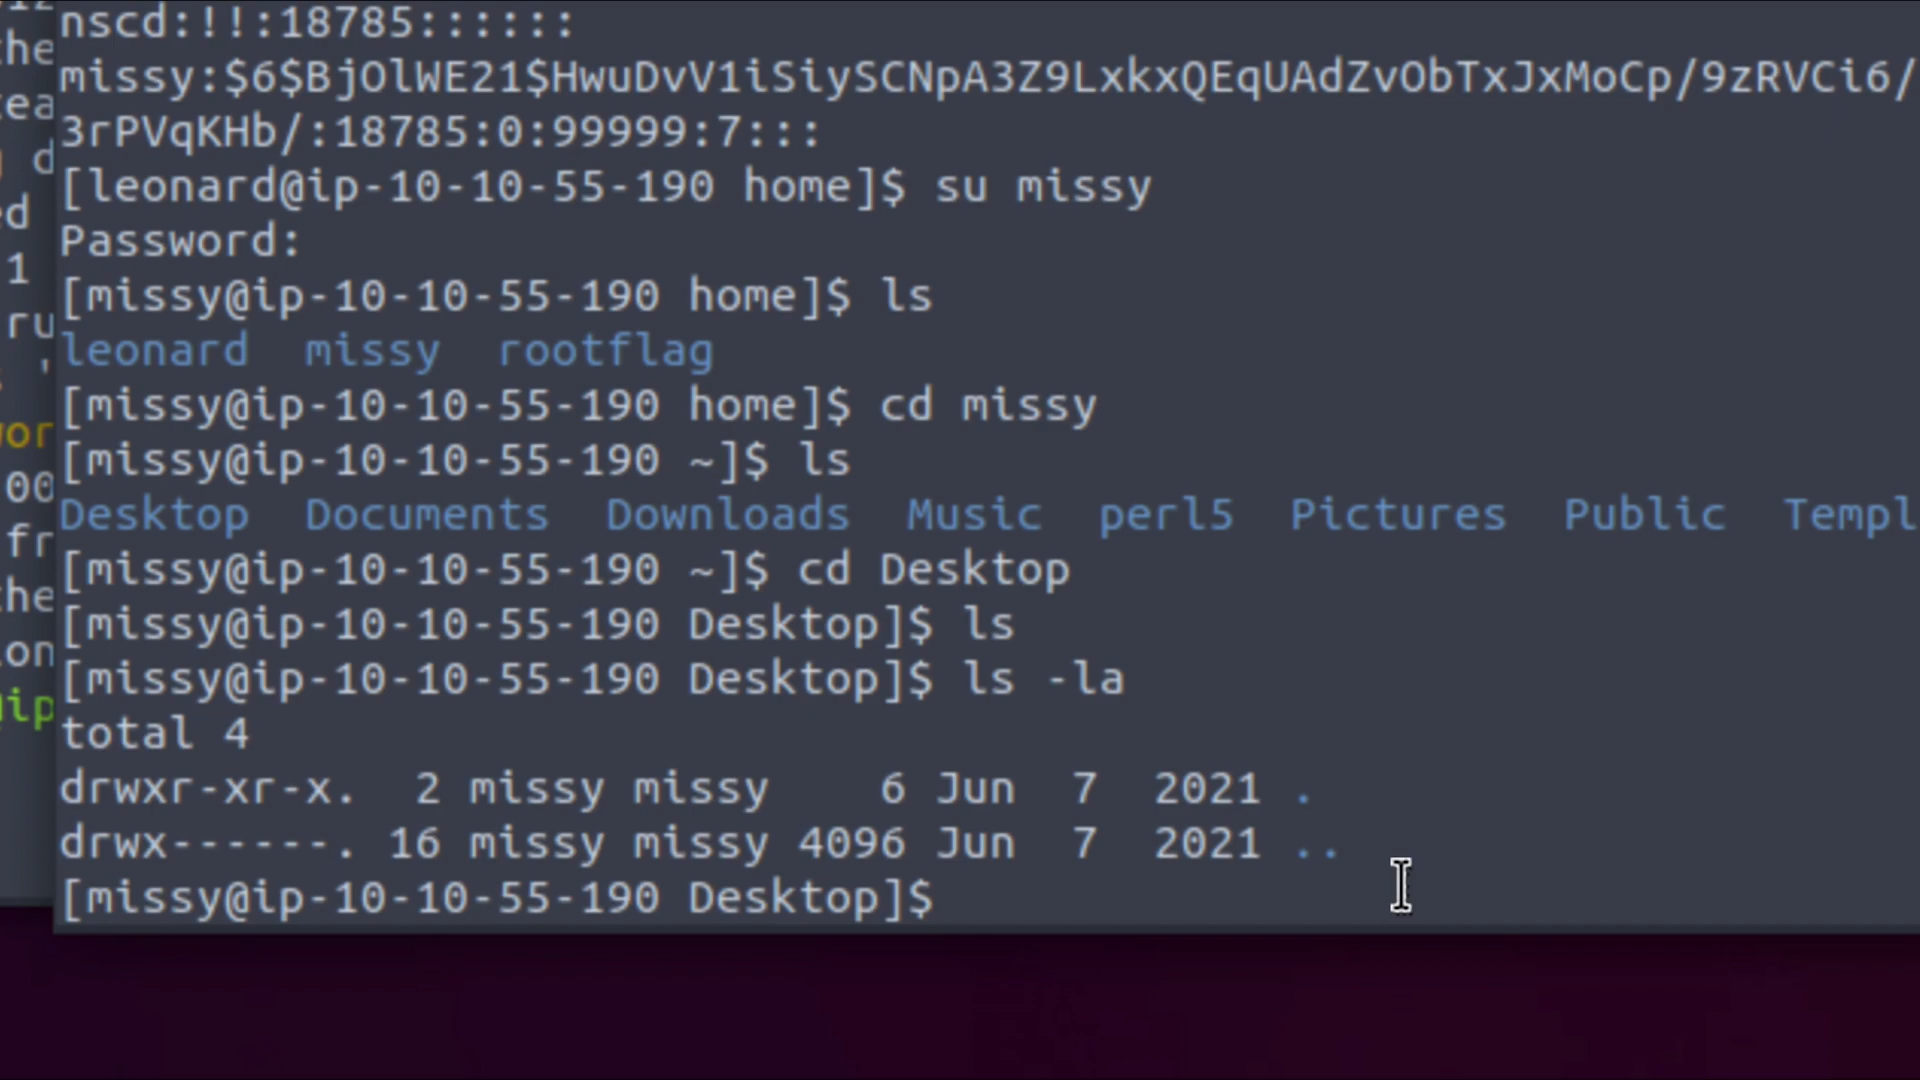 nscd:!!:18785::::::
missy:$6$BjOlWE21$HwuDvV1iSiySCNpA3Z9LxkxQEqUAdZvObTxJxMoCp/9zRVCi6/
3rPVqKHb/:18785:0:99999:7:::
[leonard@ip-10-10-55-190 home]$ su missy
Password:
[missy@ip-10-10-55-190 home]$ ls
leonard missy rootflag
[missy@ip-10-10-55-190 home]$ cd missy
[missy@ip-10-10-55-190 ~]$ ls
Desktop Documents Downloads Music perl5 Pictures Public Templ
[missy@ip-10-10-55-190 ~]$ cd Desktop
[missy@ip-10-10-55-190 Desktop]$ ls
[missy@ip-10-10-55-190 Desktop]$ ls -la
total 4
drwxr-xr-x. 2 missy missy 6 Jun 7 2021 .
drwx------. 16 missy missy 4096 Jun 7 2021 ..
[missy@ip-10-10-55-190 Desktop]$